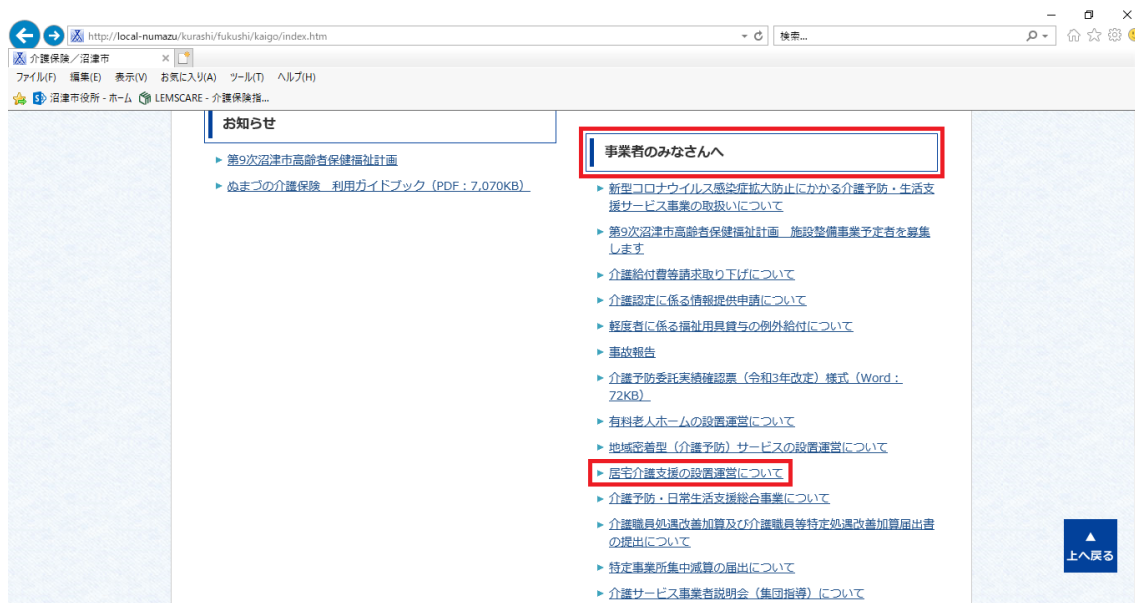 http://local-numazu/kurashi/fukushi/kaigo/index.htm
検索...
介護保険／沼津市
ファイル(F) 編集(E) 表示(V) お気に入り(A) ツール(T) ヘルプ(H)
沼津市役所 - ホーム LEMSCARE - 介護保険指...
お知らせ
第9次沼津市高齢者保健福祉計画
ぬまづの介護保険 利用ガイドブック（PDF：7,070KB）
事業者のみなさんへ
新型コロナウイルス感染症拡大防止にかかる介護予防・生活支
援サービス事業の取扱いについて
第9次沼津市高齢者保健福祉計画 施設整備事業予定者を募集
します
介護給付費等請求取り下げについて
介護認定に係る情報提供申請について
軽度者に係る福祉用具貸与の例外給付について
事故報告
介護予防委託実績確認票（令和3年改定）様式（Word：
72KB）
有料老人ホームの設置運営について
地域密着型（介護予防）サービスの設置運営について
居宅介護支援の設置運営について
介護予防・日常生活支援総合事業について
介護職員処遇改善加算及び介護職員等特定処遇改善加算届出書
の提出について
特定事業所集中減算の届出について
介護サービス事業者説明会（集団指導）について
▲
上へ戻る